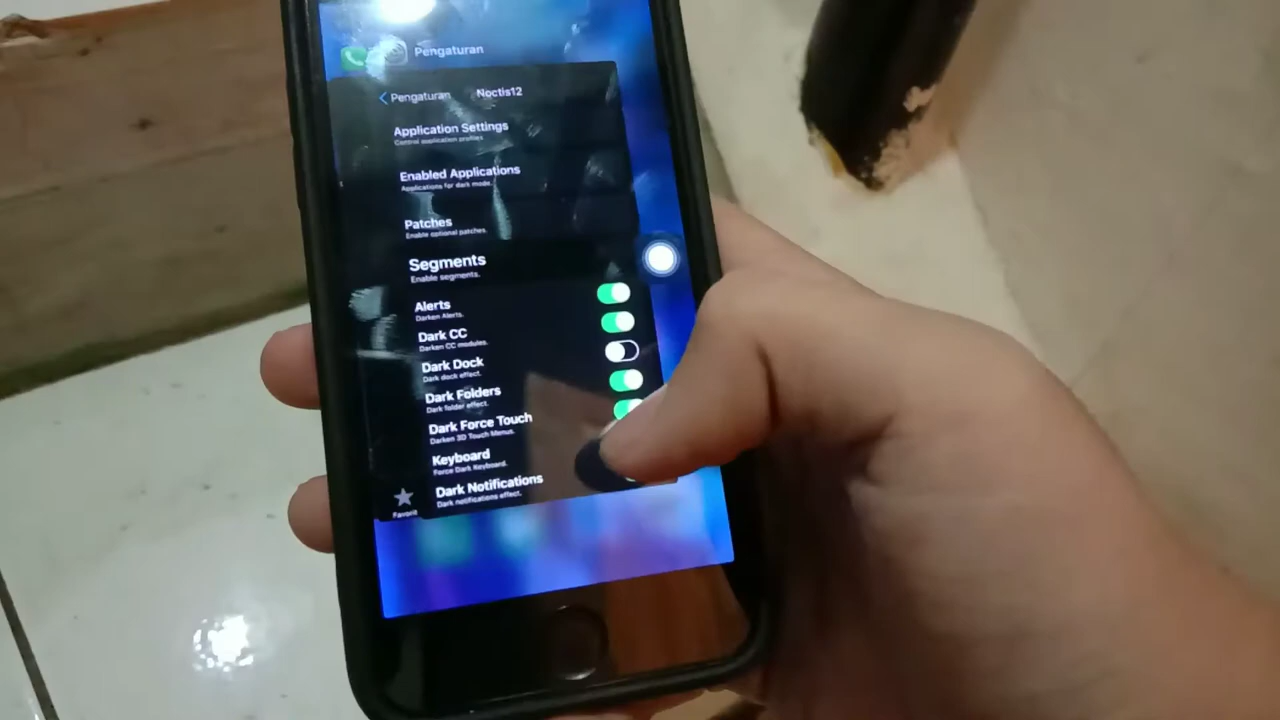 Pengaturan
Pengaturan Noctis12
Application Settings
Control application profiles
Enabled Applications
Applications for dark mode.
Patches
Enable optional patches.
Segments
Enable segments.
Alerts
Darken Alerts.
Dark CC
Darken CC modules.
Dark Dock
Dark dock effect.
Dark Folders
Dark folder effect.
Dark Force Touch
Darken 3D Touch Menus.
Keyboard
Force Dark Keyboard.
Dark Notifications
Dark notifications effect.
Favorit